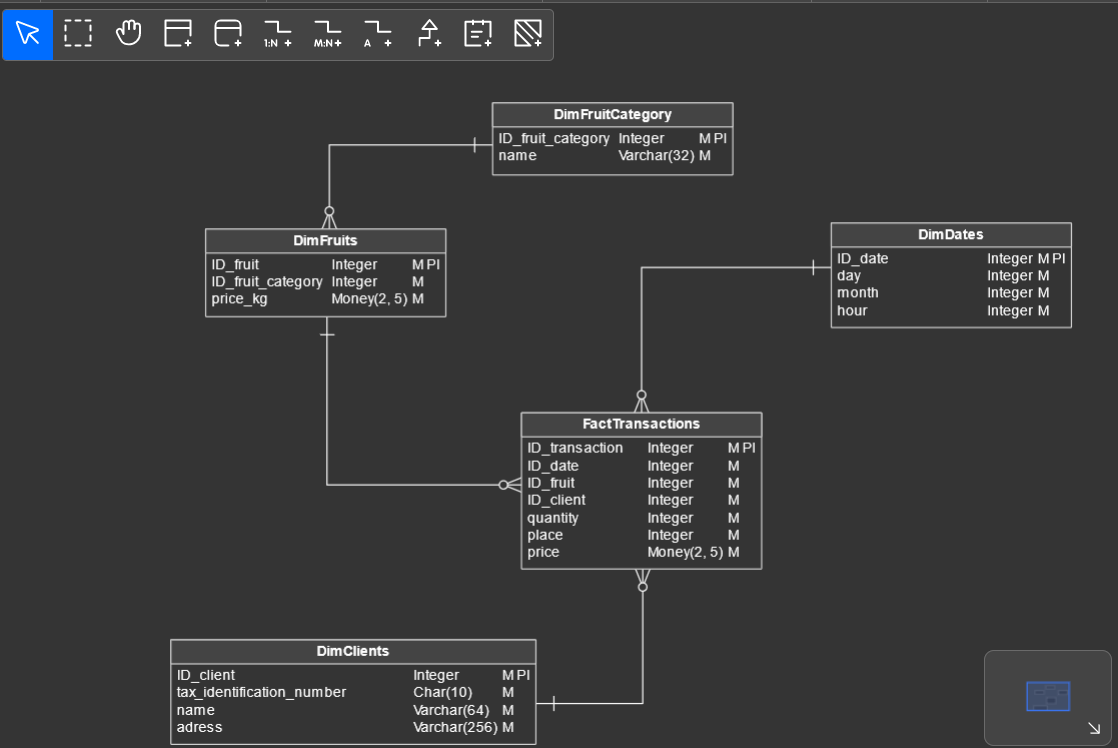 1:N
M:N
A
DimFruitCategory
ID_fruit_category Integer M PI
name Varchar(32) M
DimFruits
ID_fruit Integer M PI
ID_fruit_category Integer M
price_kg Money(2, 5) M
DimDates
ID_date Integer M PI
day Integer M
month Integer M
hour Integer M
FactTransactions
ID_transaction Integer M PI
ID_date Integer M
ID_fruit Integer M
ID_client Integer M
quantity Integer M
place Integer M
price Money(2, 5) M
DimClients
ID_client Integer M PI
tax_identification_number Char(10) M
name Varchar(64) M
adress Varchar(256) M